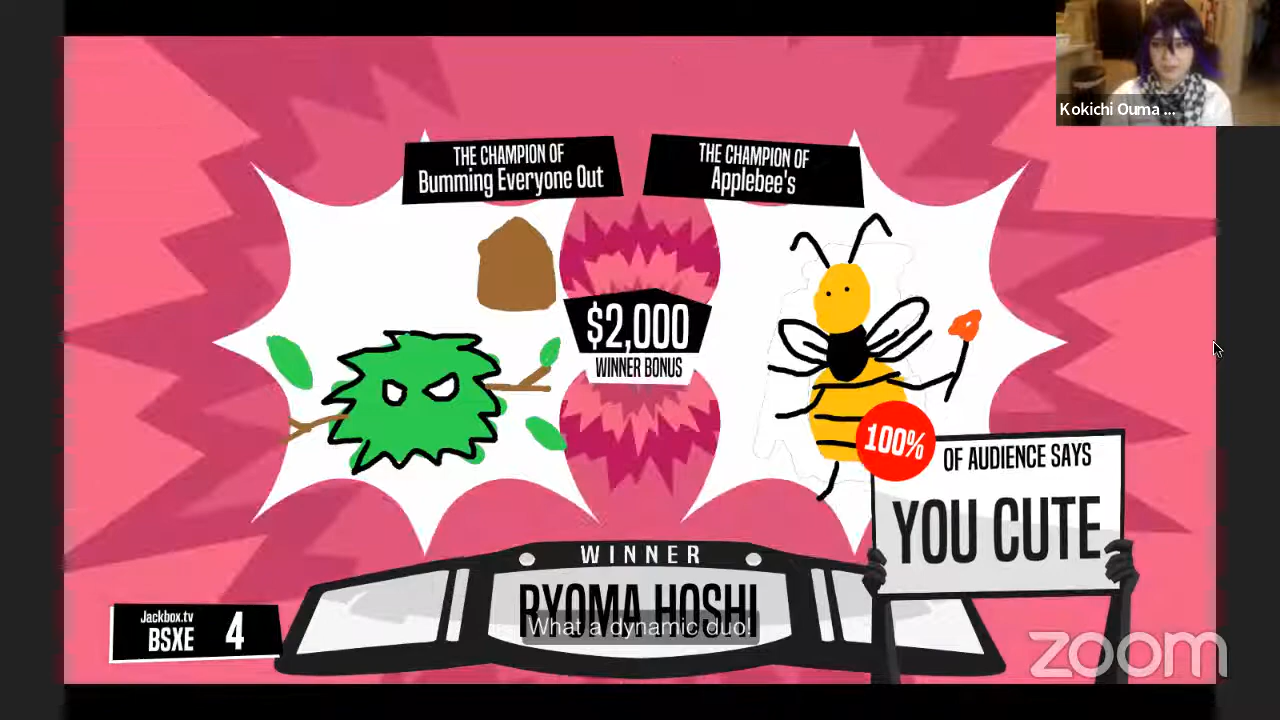 Kokichi Ouma ...
THE CHAMPION OF
Bumming Everyone Out
THE CHAMPION OF
Applebee's
$2,000
WINNER BONUS
100%
OF AUDIENCE SAYS
YOU CUTE
WINNER
RYOMA HOSHI
What a dynamic duo!
Jackbox.tv
BSXE
4
zoom